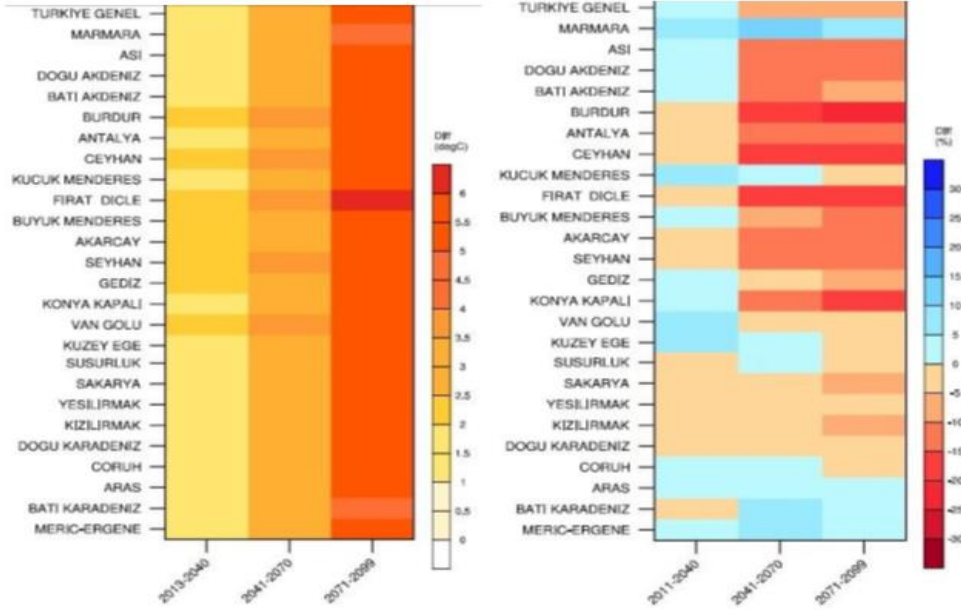 TURKİYE GENEL
MARMARA
ASI
DOGU AKDENIZ
BATI AKDENIZ
BURDUR
ANTALYA
CEYHAN
KUCUK MENDERES
FIRAT DICLE
BUYUK MENDERES
AKARCAY
SEYHAN
GEDIZ
KONYA KAPALI
VAN GOLU
KUZEY EGE
SUSURLUK
SAKARYA
YESILIRMAK
KIZILIRMAK
DOGU KARADENIZ
CORUH
ARAS
BATI KARADENIZ
MERIC-ERGENE
2013-2040
2041-2070
2071-2099
Diff
(degC)
6
5.5
5
4.5
4
3.5
3
2.5
2
1.5
1
0.5
0
TURKIYE GENEL
MARMARA
ASI
DOGU AKDENIZ
BATI AKDENIZ
BURDUR
ANTALYA
CEYHAN
KUCUK MENDERES
FIRAT DICLE
BUYUK MENDERES
AKARCAY
SEYHAN
GEDIZ
KONYA KAPALI
VAN GOLU
KUZEY EGE
SUSURLUK
SAKARYA
YESILIRMAK
KIZILIRMAK
DOGU KARADENIZ
CORUH
ARAS
BATI KARADENIZ
MERIC-ERGENE
2011-2040
2041-2070
2071-2099
Diff
(%)
30
25
20
15
10
5
0
-5
-10
-15
-20
-25
-30